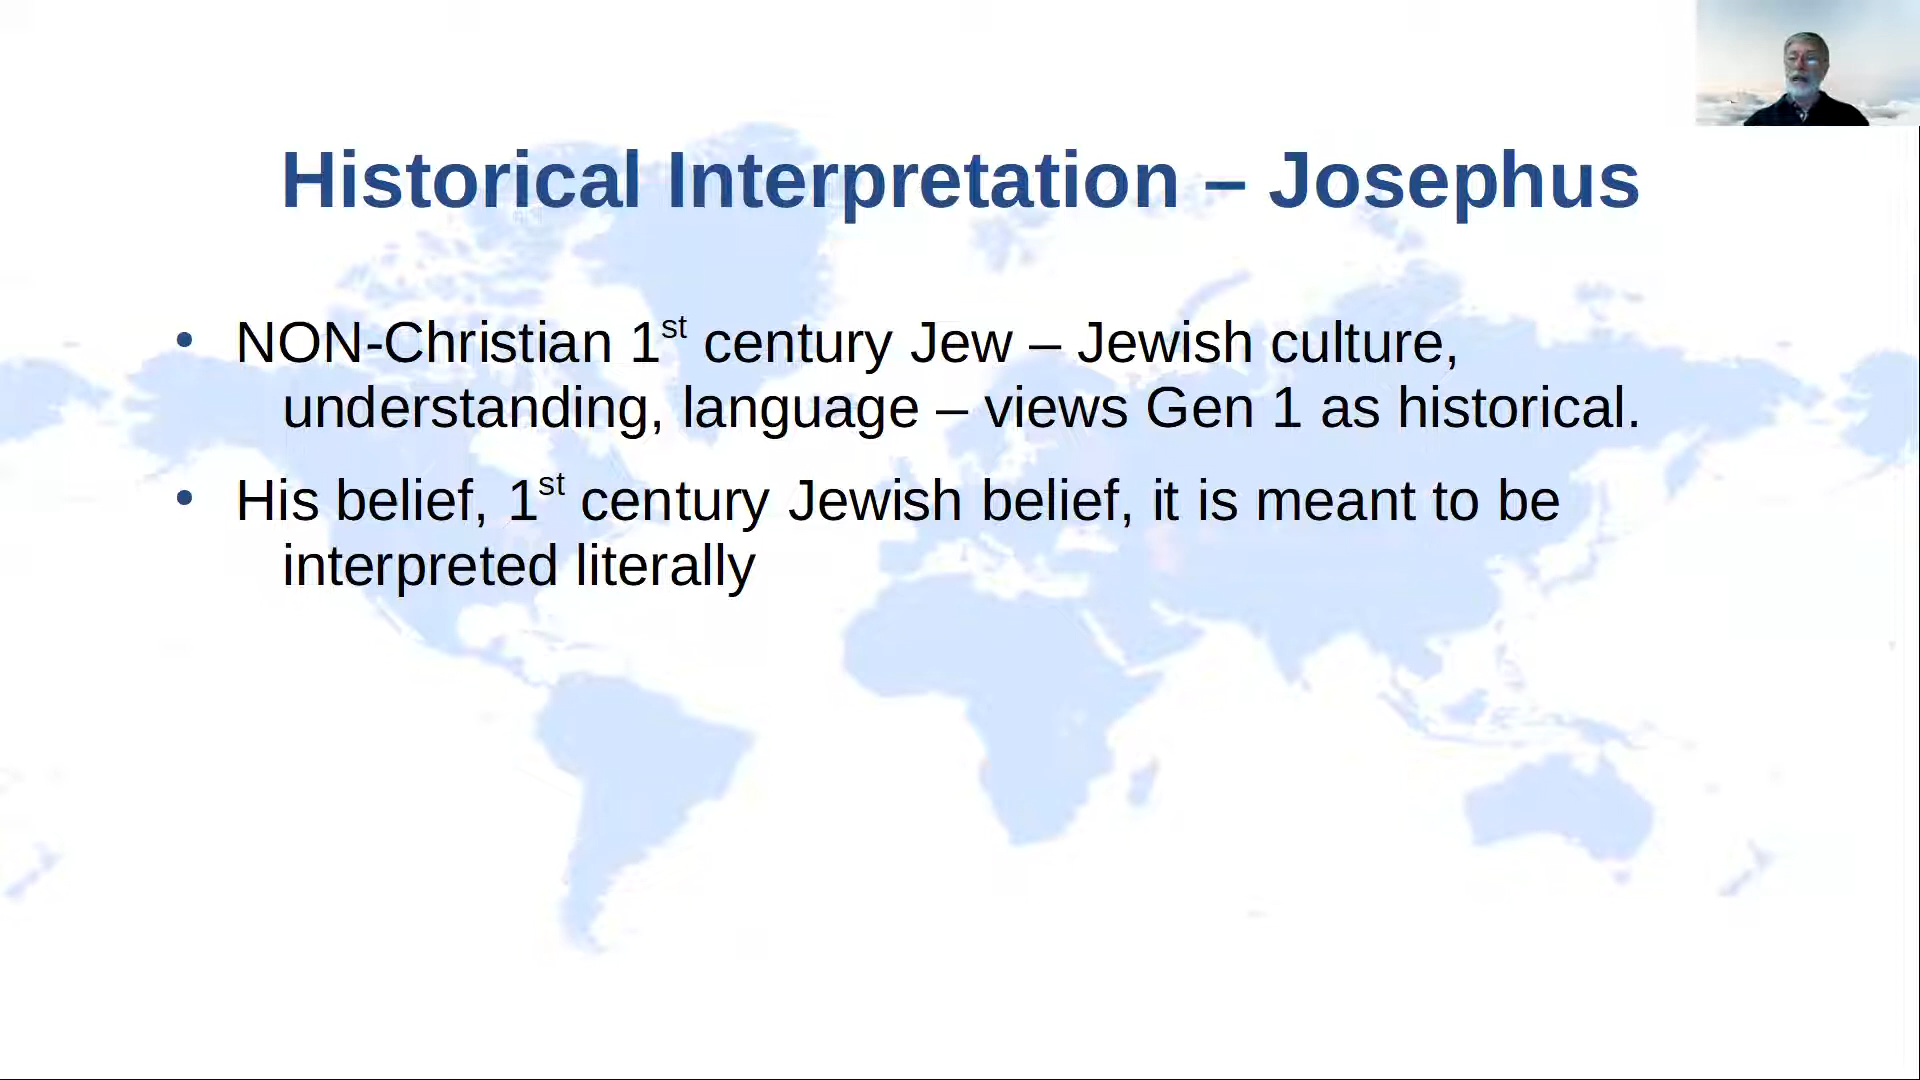 Historical Interpretation – Josephus
• NON-Christian 1st century Jew – Jewish culture,
understanding, language – views Gen 1 as historical.
• His belief, 1st century Jewish belief, it is meant to be
interpreted literally